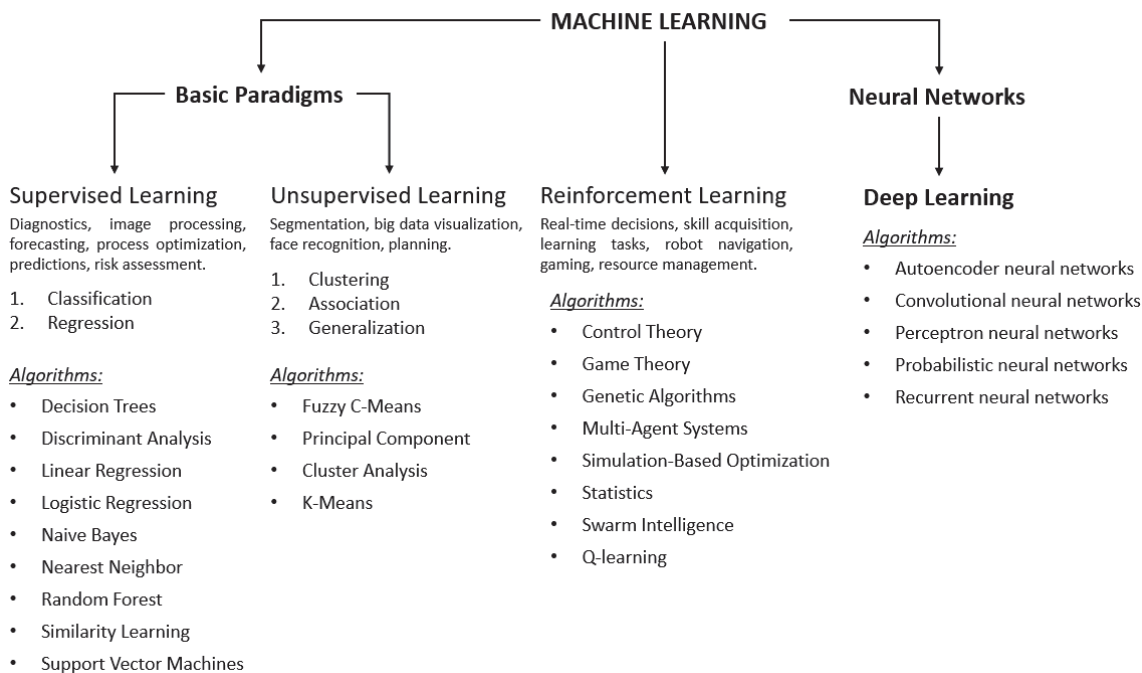 MACHINE LEARNING
Basic Paradigms
Neural Networks
Supervised Learning
Diagnostics, image processing,
forecasting, process optimization,
predictions, risk assessment.
1. Classification
2. Regression
Algorithms:
• Decision Trees
• Discriminant Analysis
• Linear Regression
• Logistic Regression
• Naive Bayes
• Nearest Neighbor
• Random Forest
• Similarity Learning
• Support Vector Machines
Unsupervised Learning
Segmentation, big data visualization,
face recognition, planning.
1. Clustering
2. Association
3. Generalization
Algorithms:
• Fuzzy C-Means
• Principal Component
• Cluster Analysis
• K-Means
Reinforcement Learning
Real-time decisions, skill acquisition,
learning tasks, robot navigation,
gaming, resource management.
Algorithms:
• Control Theory
• Game Theory
• Genetic Algorithms
• Multi-Agent Systems
• Simulation-Based Optimization
• Statistics
• Swarm Intelligence
• Q-learning
Deep Learning
Algorithms:
• Autoencoder neural networks
• Convolutional neural networks
• Perceptron neural networks
• Probabilistic neural networks
• Recurrent neural networks